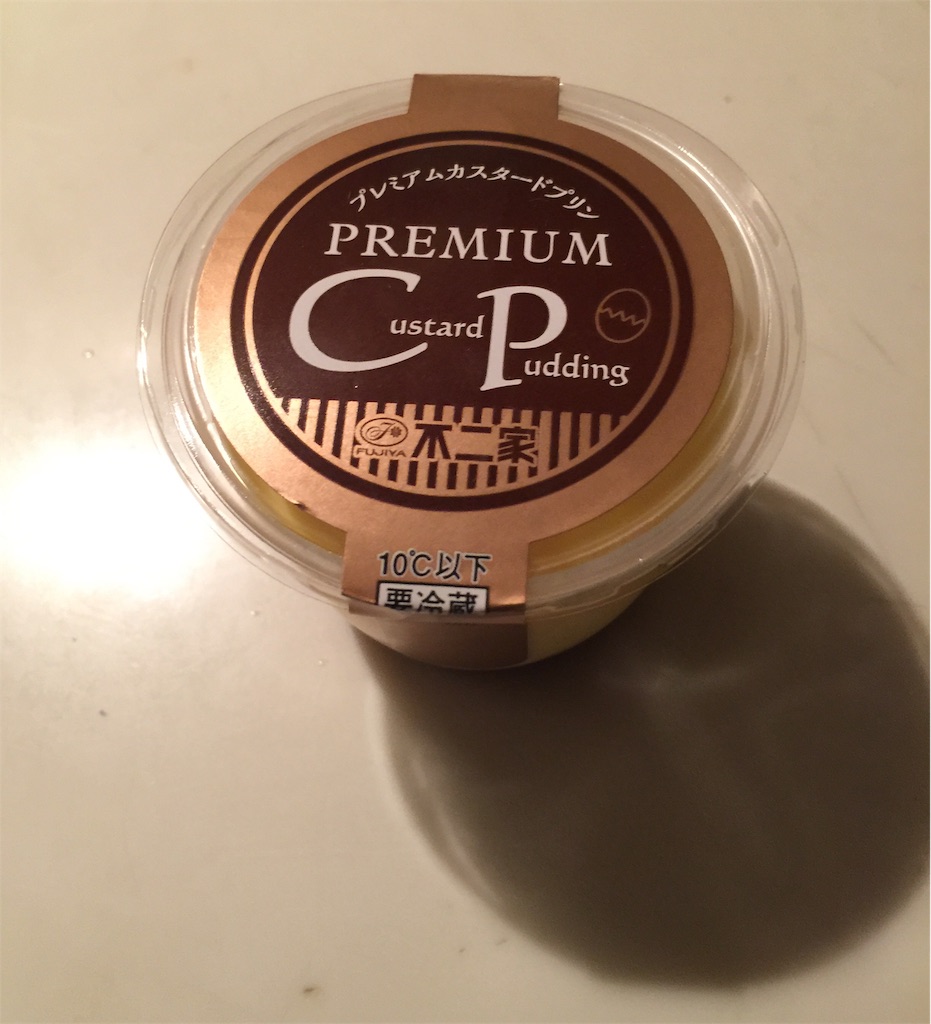 プレミアムカスタードプリン
PREMIUM
Custard Pudding
FUJIYA 不二家
10℃以下
要冷蔵